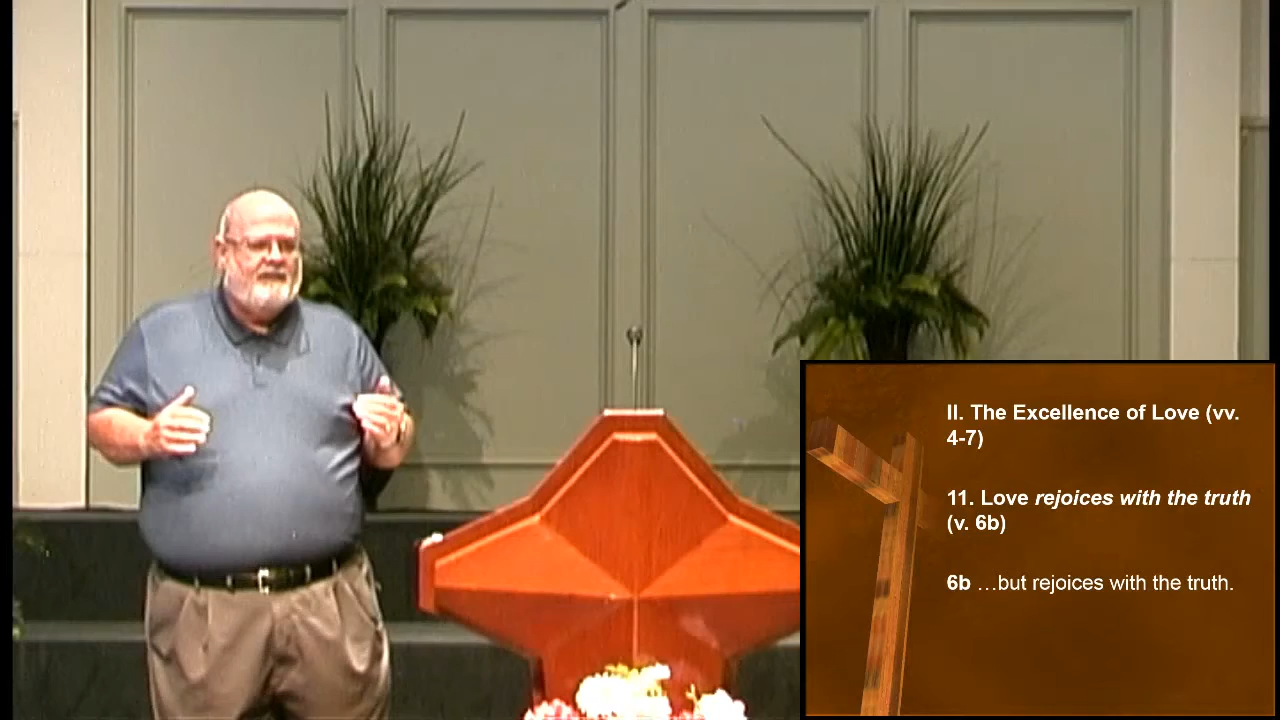 II. The Excellence of Love (vv.
4-7)
11. Love rejoices with the truth
(v. 6b)
6b …but rejoices with the truth.